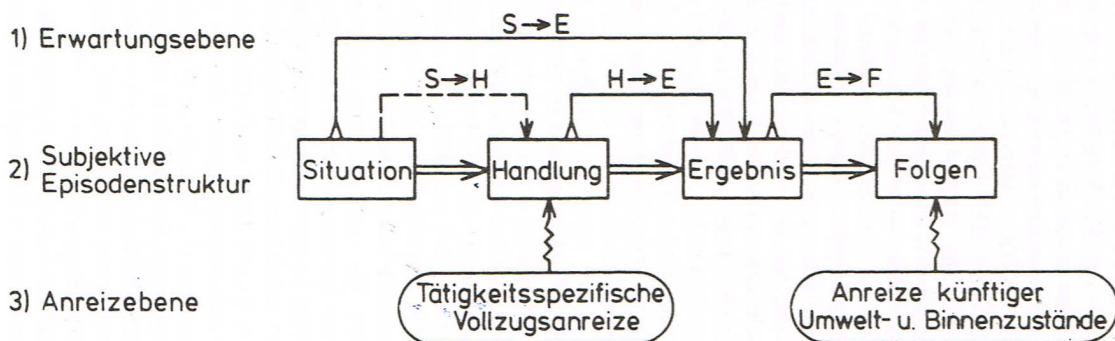 S→E
1) Erwartungsebene
S→H
H→E
E→F
2) Subjektive
Episodenstruktur
Situation
Handlung
Ergebnis
Folgen
3) Anreizebene
Tätigkeitsspezifische
Vollzugsanreize
Anreize künftiger
Umwelt- u. Binnenzustände